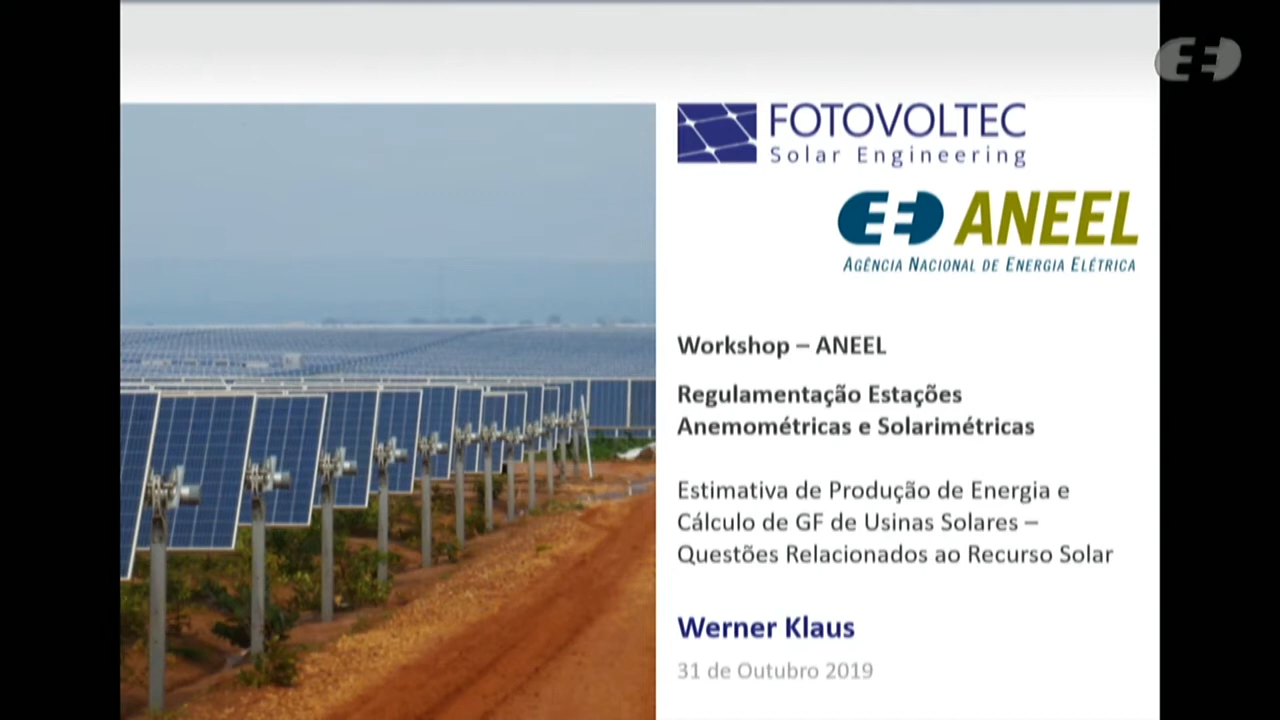 FOTOVOLTEC
Solar Engineering
ANEEL
AGÊNCIA NACIONAL DE ENERGIA ELÉTRICA
Workshop – ANEEL
Regulamentação Estações
Anemométricas e Solarimétricas
Estimativa de Produção de Energia e
Cálculo de GF de Usinas Solares –
Questões Relacionados ao Recurso Solar
Werner Klaus
31 de Outubro 2019